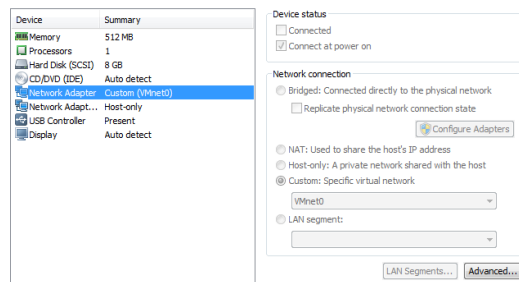 Device Summary
Memory 512 MB
Processors 1
Hard Disk (SCSI) 8 GB
CD/DVD (IDE) Auto detect
Network Adapter Custom (VMnet0)
Network Adapt... Host-only
USB Controller Present
Display Auto detect
Device status
Connected
Connect at power on
Network connection
Bridged: Connected directly to the physical network
Replicate physical network connection state
Configure Adapters
NAT: Used to share the host's IP address
Host-only: A private network shared with the host
Custom: Specific virtual network
VMnet0
LAN segment:
LAN Segments... Advanced...